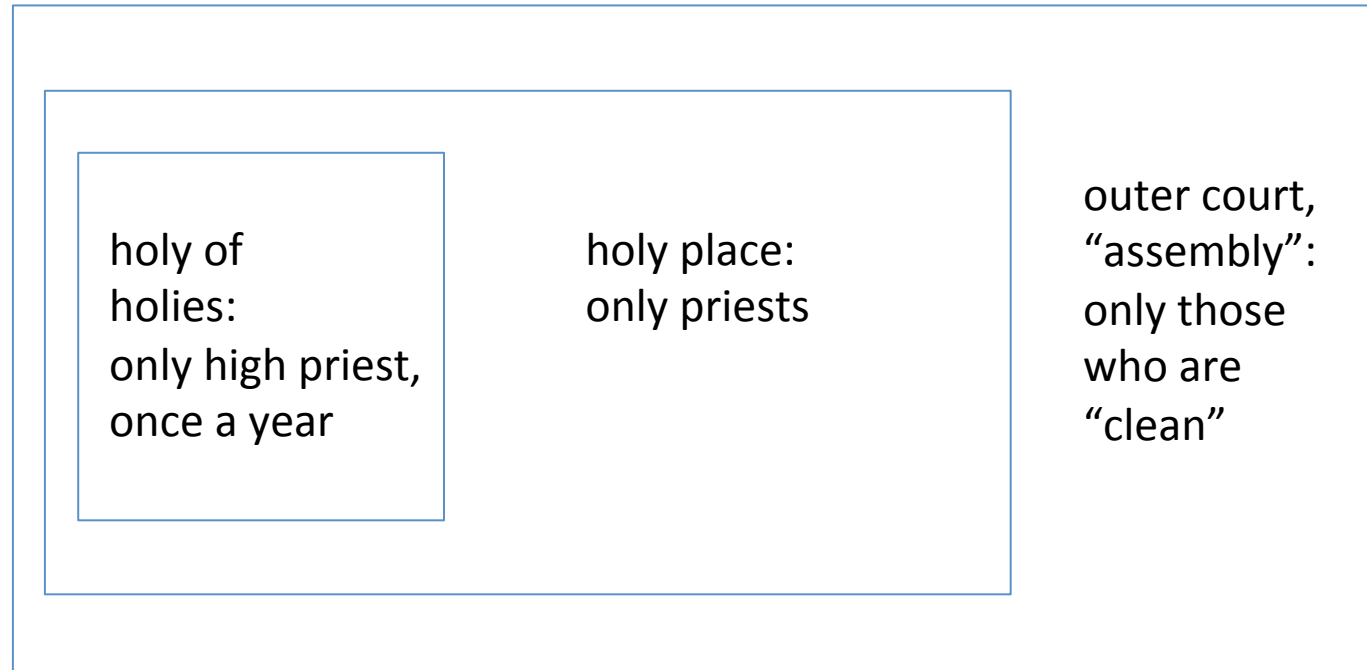 holy of
holies:
only high priest,
once a year
holy place:
only priests
outer court,
“assembly”:
only those
who are
“clean”